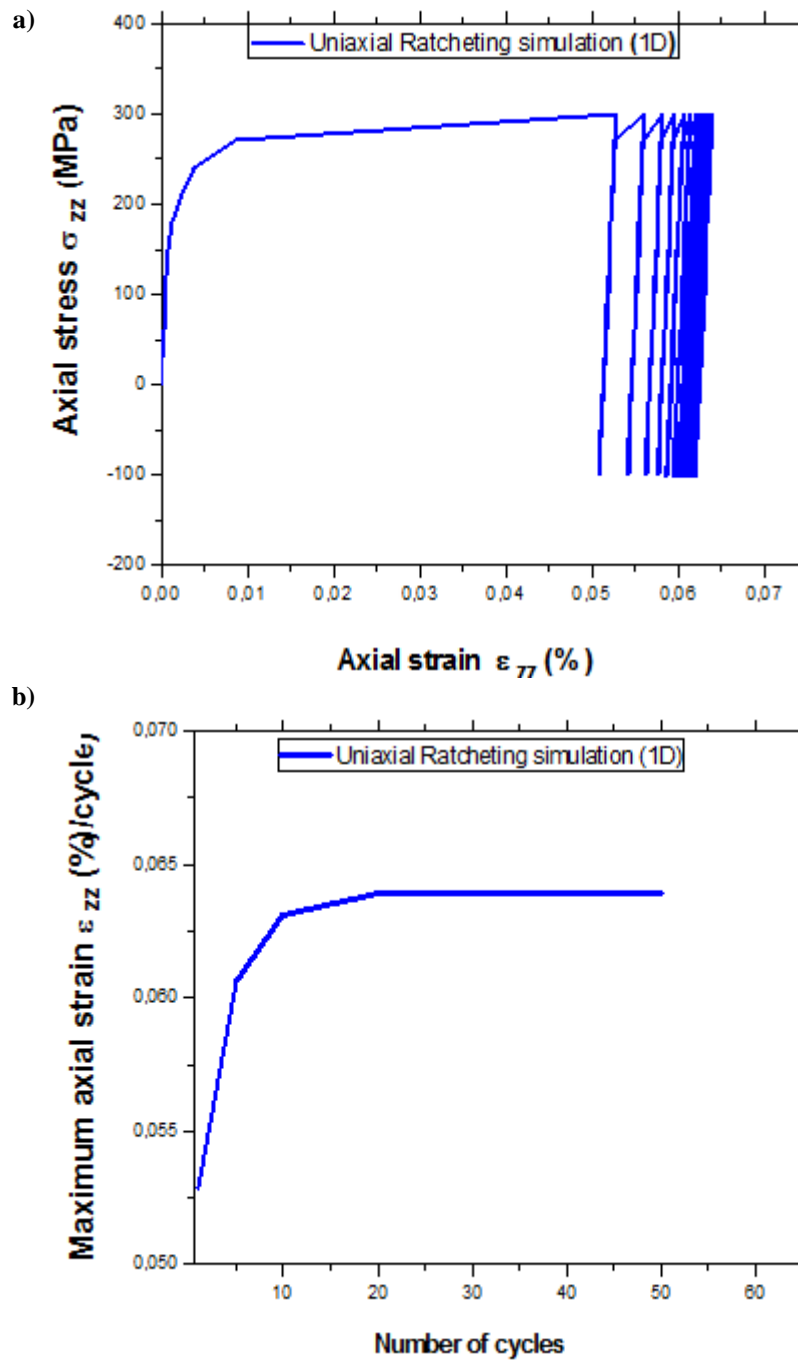 a)
400
300
200
100
0
-100
-200
Axial stress σ zz (MPa)
Uniaxial Ratcheting simulation (1D)
0,00 0,01 0,02 0,03 0,04 0,05 0,06 0,07
Axial strain ε zz (%)
b)
0,070
0,065
0,060
0,055
0,050
Maximum axial strain ε zz (%)/cycle)
Uniaxial Ratcheting simulation (1D)
10 20 30 40 50 60
Number of cycles